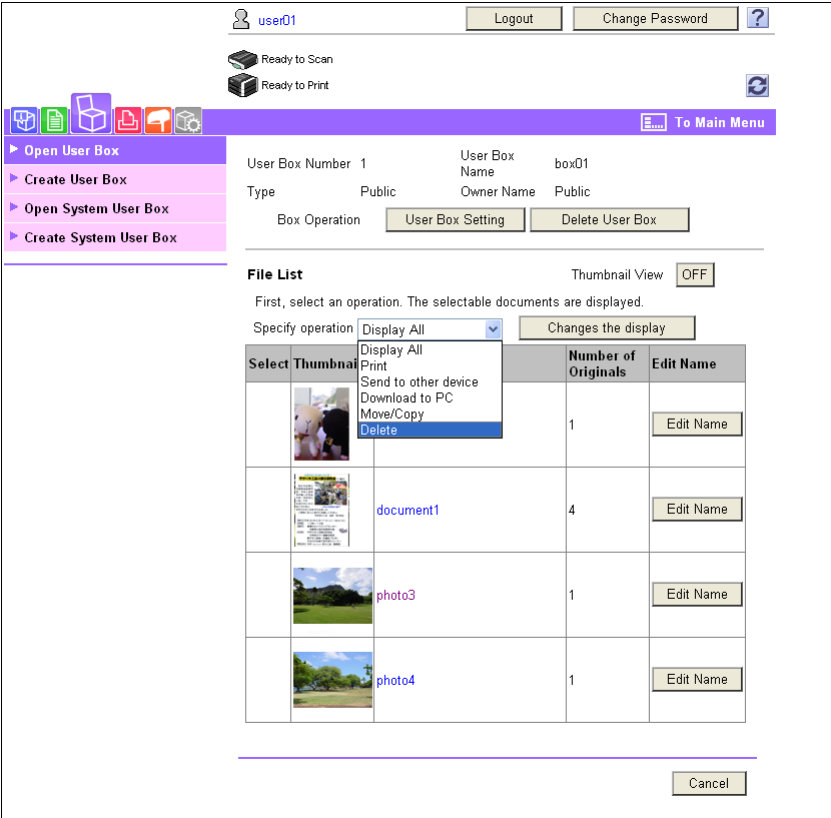 user01
Logout
Change Password
?
Ready to Scan
Ready to Print
To Main Menu
Open User Box
Create User Box
Open System User Box
Create System User Box
User Box Number 1
User Box Name
box01
Type Public
Owner Name Public
Box Operation
User Box Setting
Delete User Box
File List
Thumbnail View
OFF
First, select an operation. The selectable documents are displayed.
Specify operation
Display All
Changes the display
Display All
Print
Send to other device
Download to PC
Move/Copy
Delete
Select
Thumbnai
Number of Originals
Edit Name
1
Edit Name
document1
4
Edit Name
photo3
1
Edit Name
photo4
1
Edit Name
Cancel